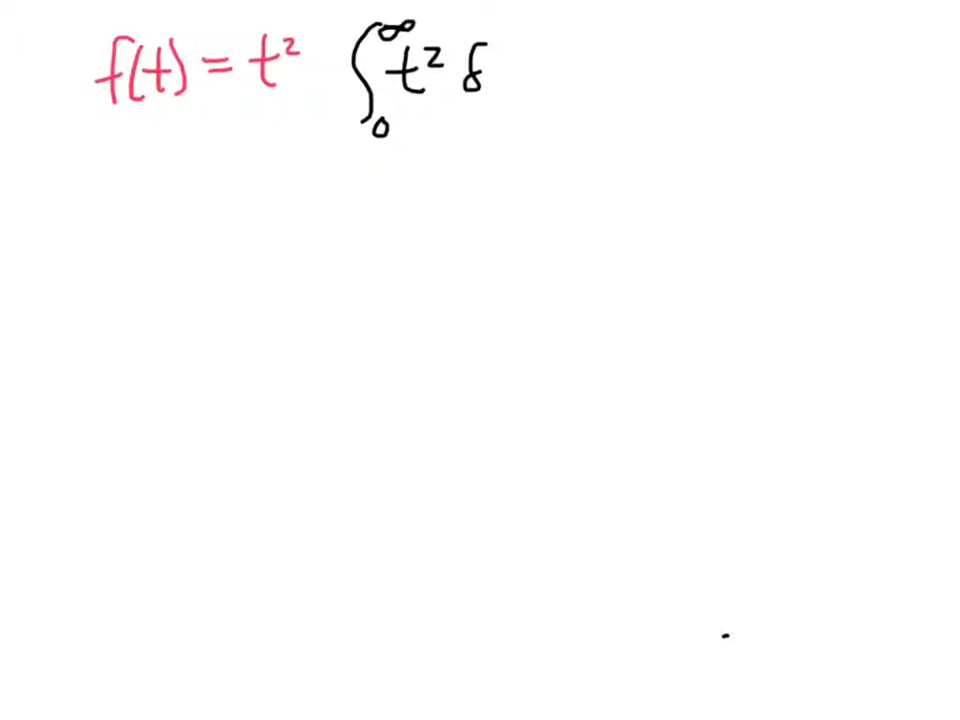 f(t) = t² ∫₀^∞ t² δ